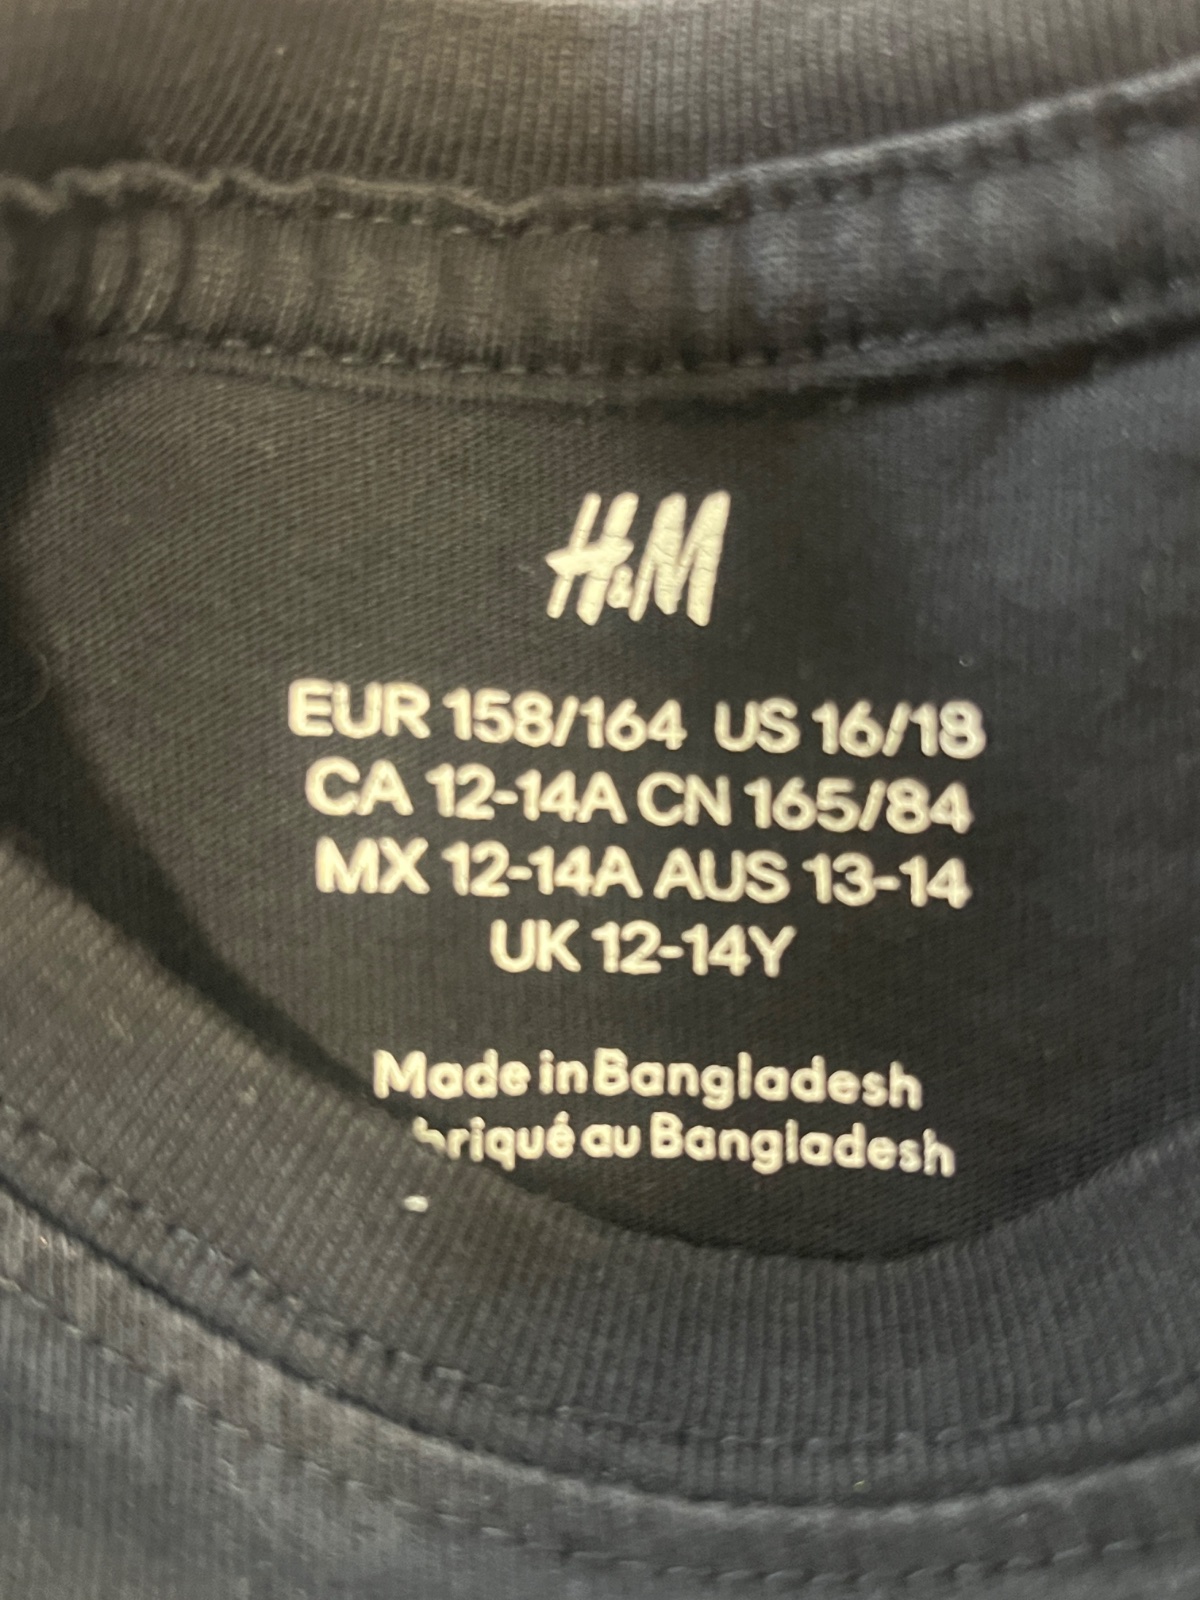 H&M
EUR 158/164 US 16/18
CA 12-14A CN 165/84
MX 12-14A AUS 13-14
UK 12-14Y
Made in Bangladesh
briqué au Bangladesh